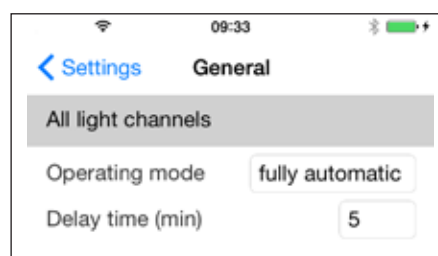 09:33
Settings General
All light channels
Operating mode fully automatic
Delay time (min) 5